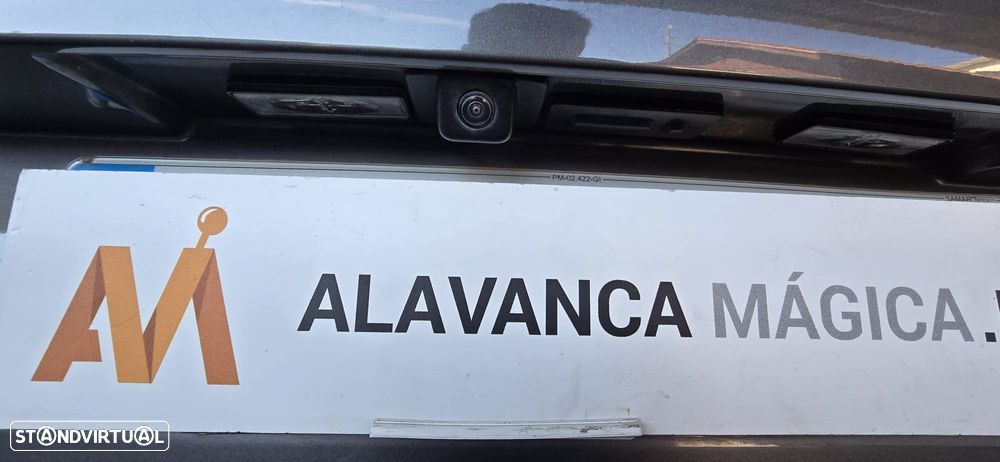 PM-02.422-GI
AM
ALAVANCA MÁGICA.
STANDVIRTUAL